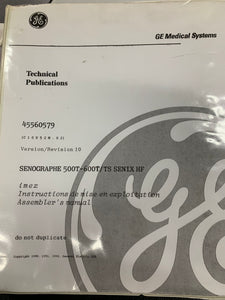 GE Medical Systems
Technical
Publications
45560579
Version/Revision 10
SENOGRAPHE 500T-600T/TS SENIX HF
imez
Instructions de mise en exploitation
Assembler's manual
do not duplicate